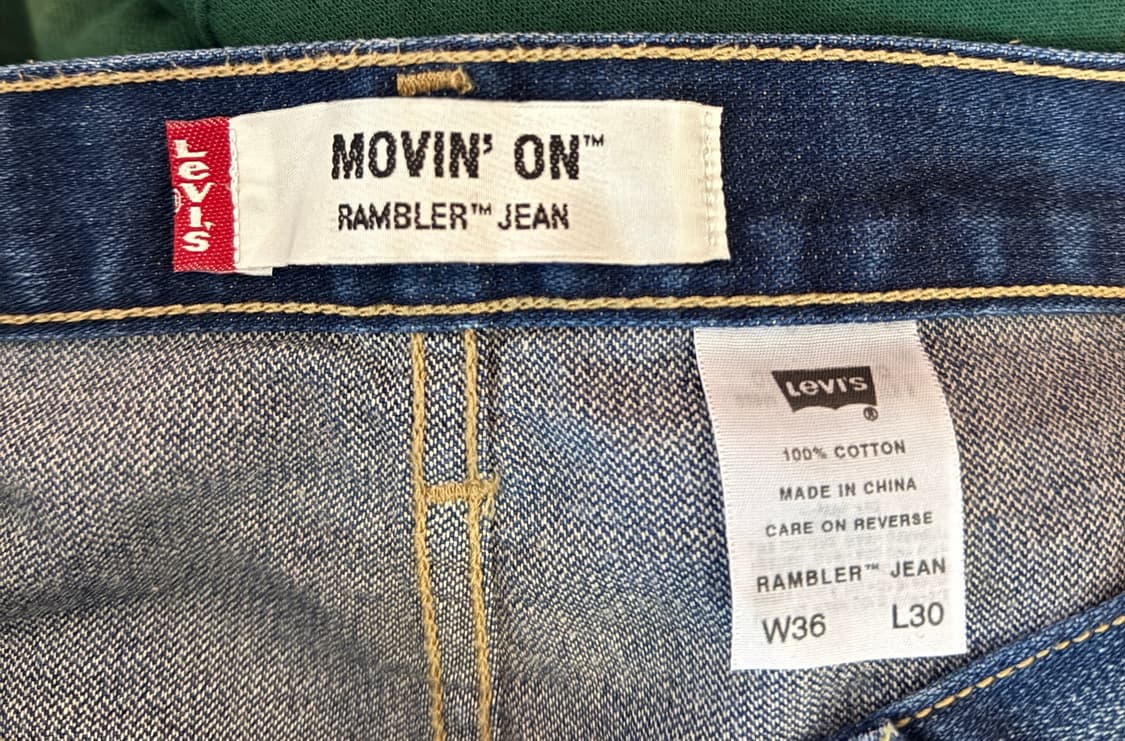 LEVI'S
®
MOVIN' ON™
RAMBLER™ JEAN
LEVI'S
®
100% COTTON
MADE IN CHINA
CARE ON REVERSE
RAMBLER™ JEAN
W36 L30